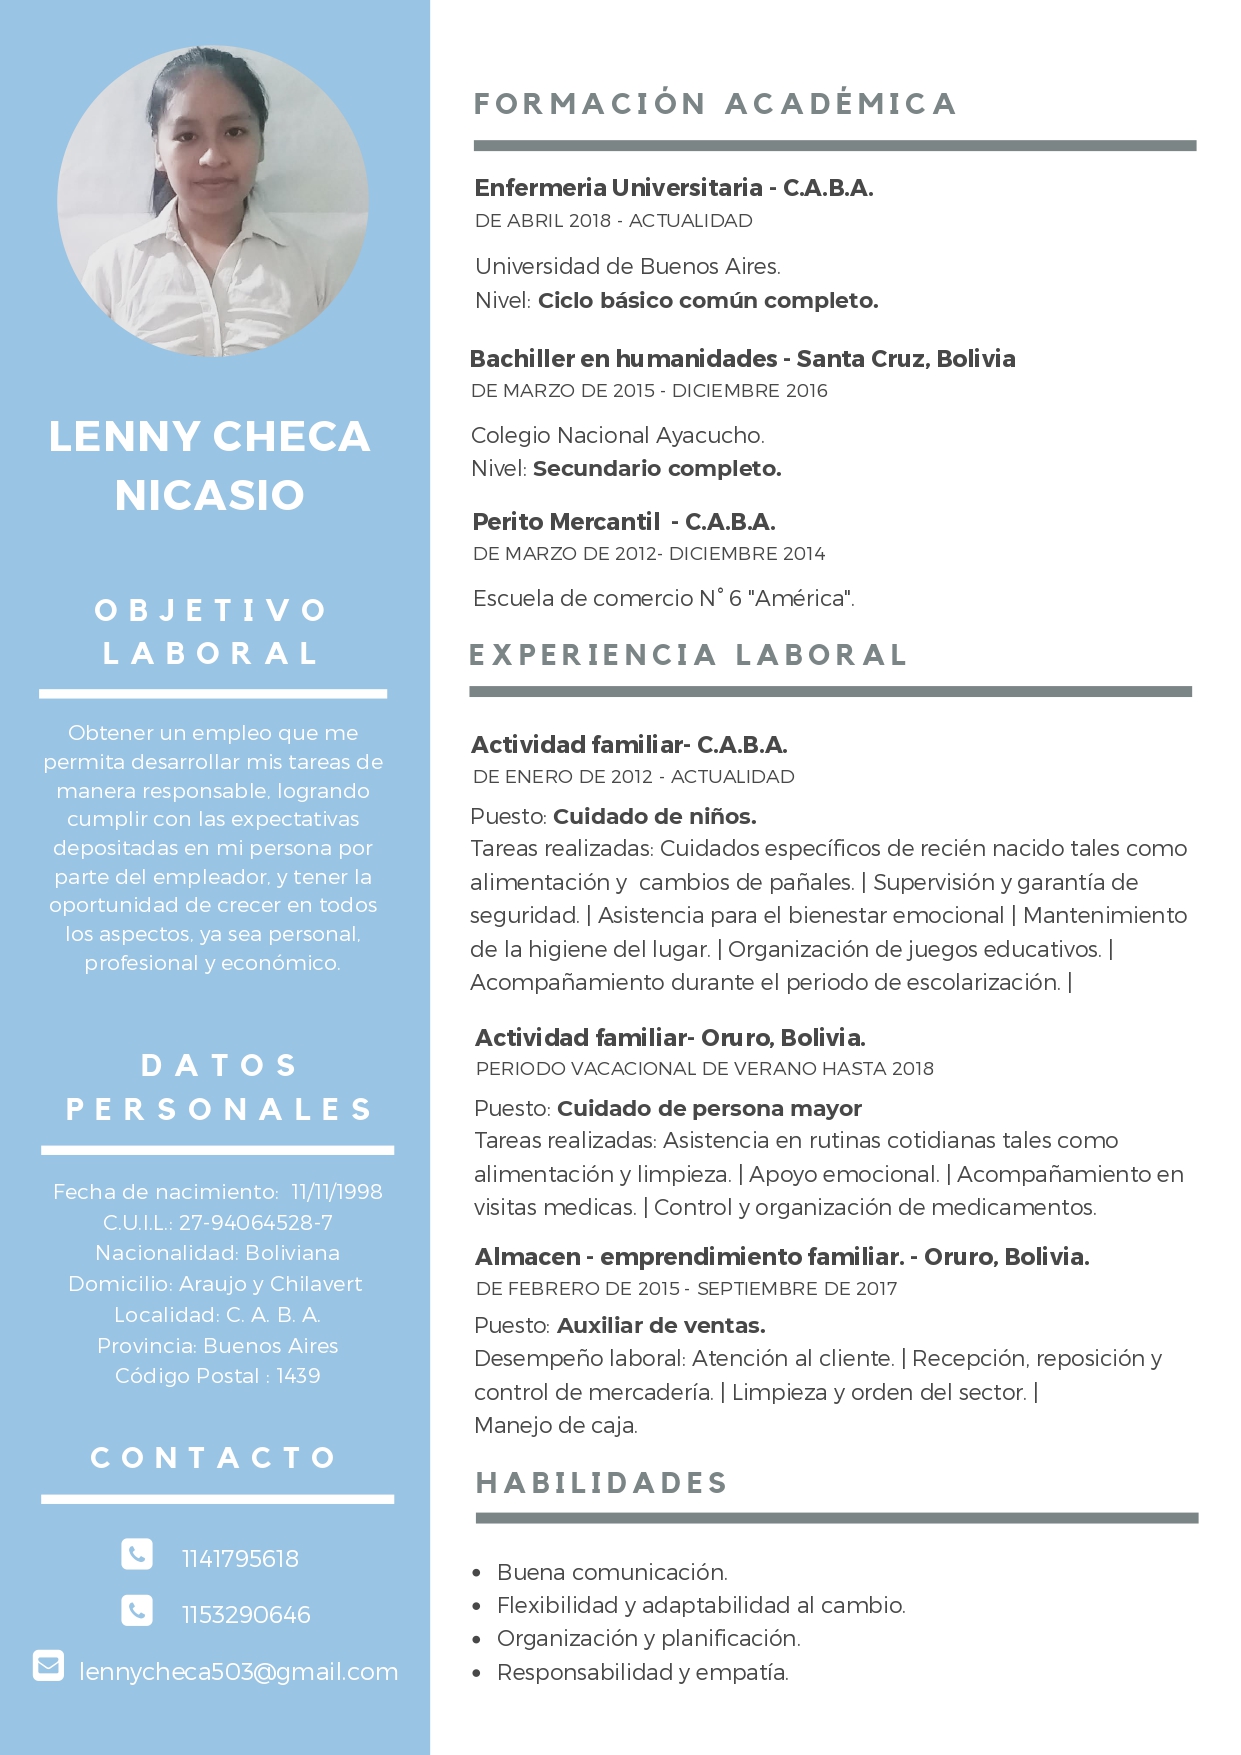 LENNY CHECA
NICASIO
OBJETIVO
LABORAL
Obtener un empleo que me
permita desarrollar mis tareas de
manera responsable, logrando
cumplir con las expectativas
depositadas en mi persona por
parte del empleador, y tener la
oportunidad de crecer en todos
los aspectos, ya sea personal,
profesional y económico.
DATOS
PERSONALES
Fecha de nacimiento:  11/11/1998
C.U.I.L.: 27-94064528-7
Nacionalidad: Boliviana
Domicilio: Araujo y Chilavert
Localidad: C. A. B. A.
Provincia: Buenos Aires
Código Postal : 1439
CONTACTO
1141795618
1153290646
lennycheca503@gmail.com
FORMACIÓN ACADÉMICA
Enfermeria Universitaria - C.A.B.A.
DE ABRIL 2018 - ACTUALIDAD
Universidad de Buenos Aires.
Nivel: Ciclo básico común completo.
Bachiller en humanidades - Santa Cruz, Bolivia
DE MARZO DE 2015 - DICIEMBRE 2016
Colegio Nacional Ayacucho.
Nivel: Secundario completo.
Perito Mercantil  - C.A.B.A.
DE MARZO DE 2012- DICIEMBRE 2014
Escuela de comercio N° 6 "América".
EXPERIENCIA LABORAL
Actividad familiar- C.A.B.A.
DE ENERO DE 2012 - ACTUALIDAD
Puesto: Cuidado de niños.
Tareas realizadas: Cuidados específicos de recién nacido tales como
alimentación y  cambios de pañales. | Supervisión y garantía de
seguridad. | Asistencia para el bienestar emocional | Mantenimiento
de la higiene del lugar. | Organización de juegos educativos. |
Acompañamiento durante el periodo de escolarización. |
Actividad familiar- Oruro, Bolivia.
PERIODO VACACIONAL DE VERANO HASTA 2018
Puesto: Cuidado de persona mayor
Tareas realizadas: Asistencia en rutinas cotidianas tales como
alimentación y limpieza. | Apoyo emocional. | Acompañamiento en
visitas medicas. | Control y organización de medicamentos.
Almacen - emprendimiento familiar. - Oruro, Bolivia.
DE FEBRERO DE 2015 - SEPTIEMBRE DE 2017
Puesto: Auxiliar de ventas.
Desempeño laboral: Atención al cliente. | Recepción, reposición y
control de mercadería. | Limpieza y orden del sector. |
Manejo de caja.
HABILIDADES
• Buena comunicación.
• Flexibilidad y adaptabilidad al cambio.
• Organización y planificación.
• Responsabilidad y empatía.